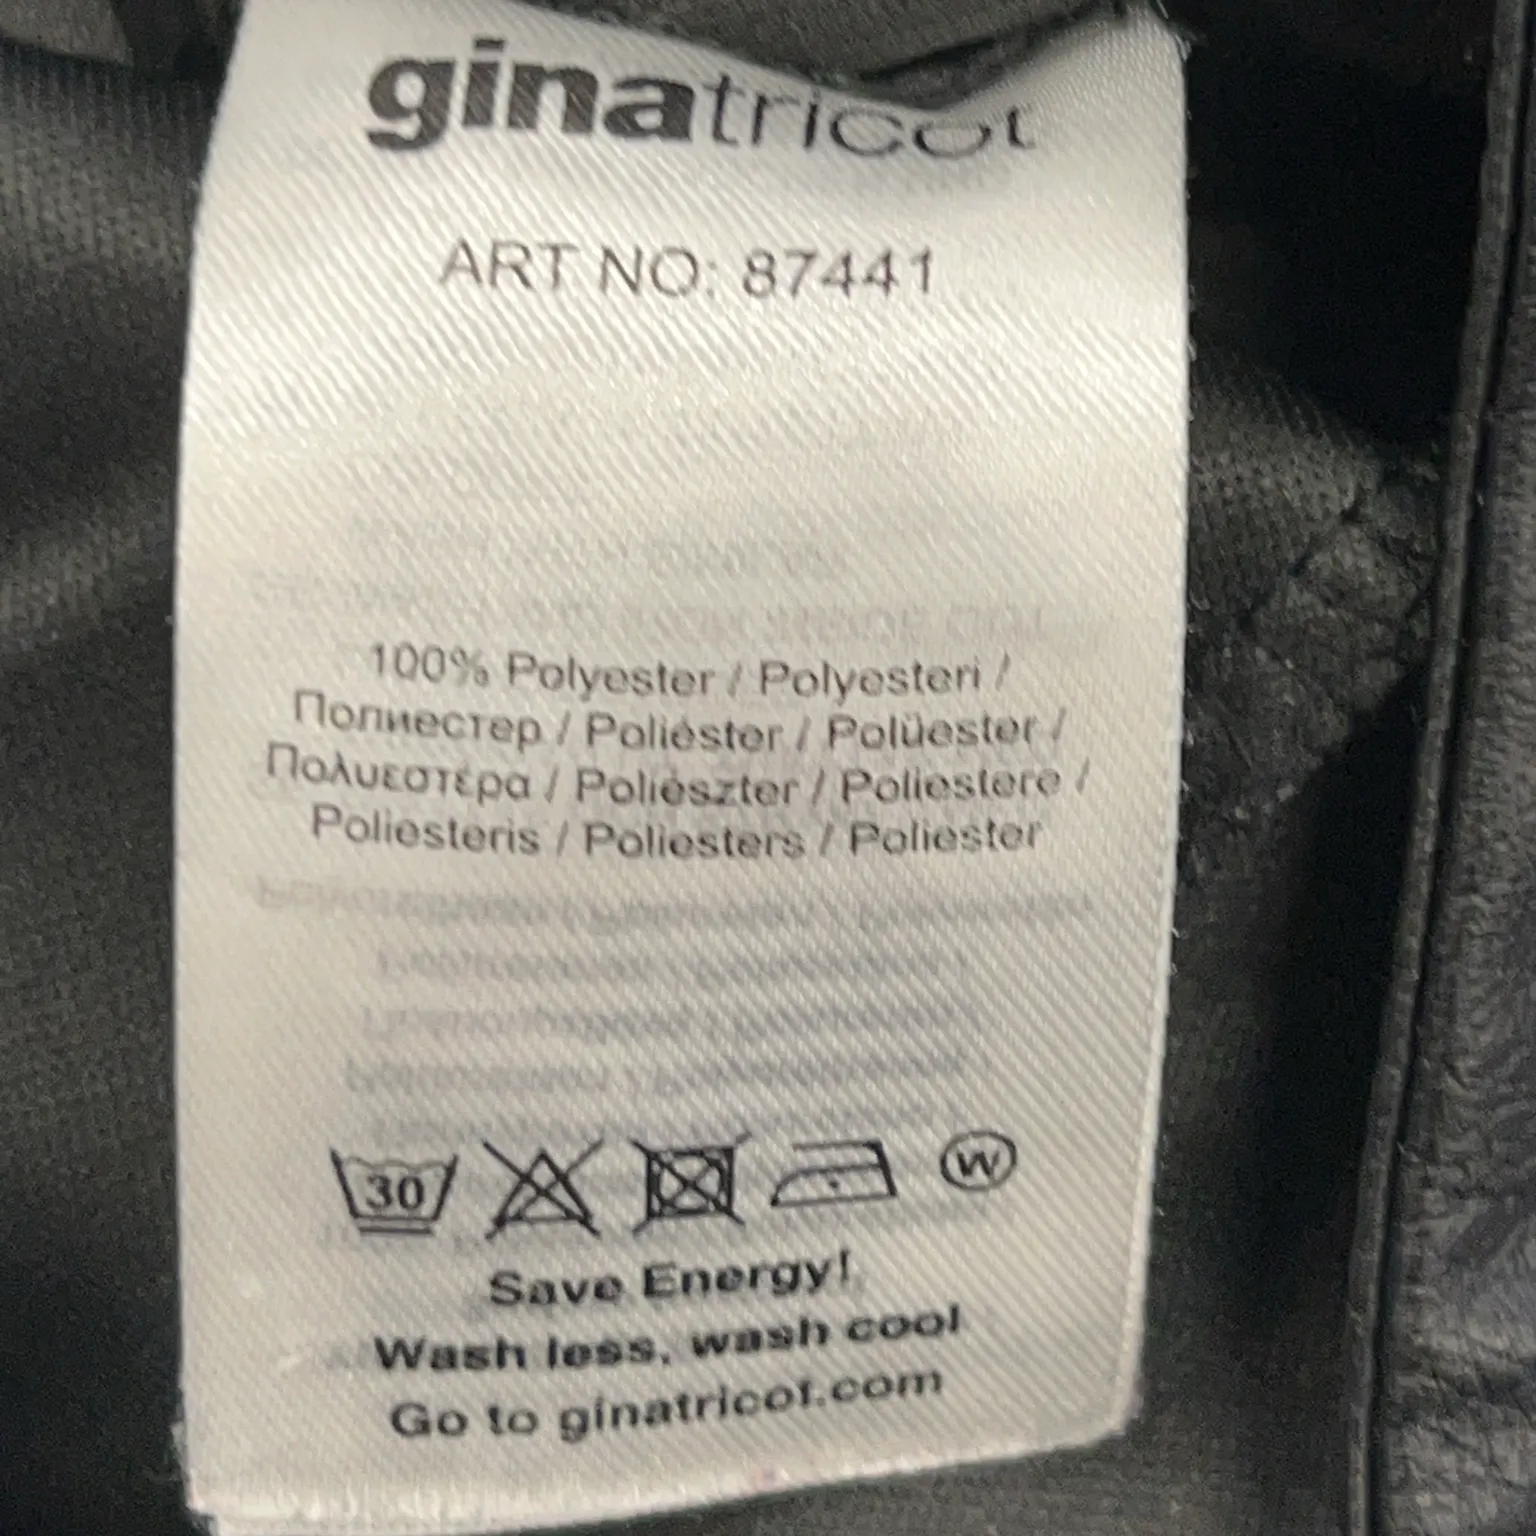 ginatricot
ART NO: 87441
100% Polyester / Polyesteri /
Полиестер / Poliéster / Polüester /
Πολυεστέρα / Poliészter / Poliestere /
Poliesteris / Poliesters / Poliester
30
W
Save Energy!
Wash less, wash cool
Go to ginatricot.com